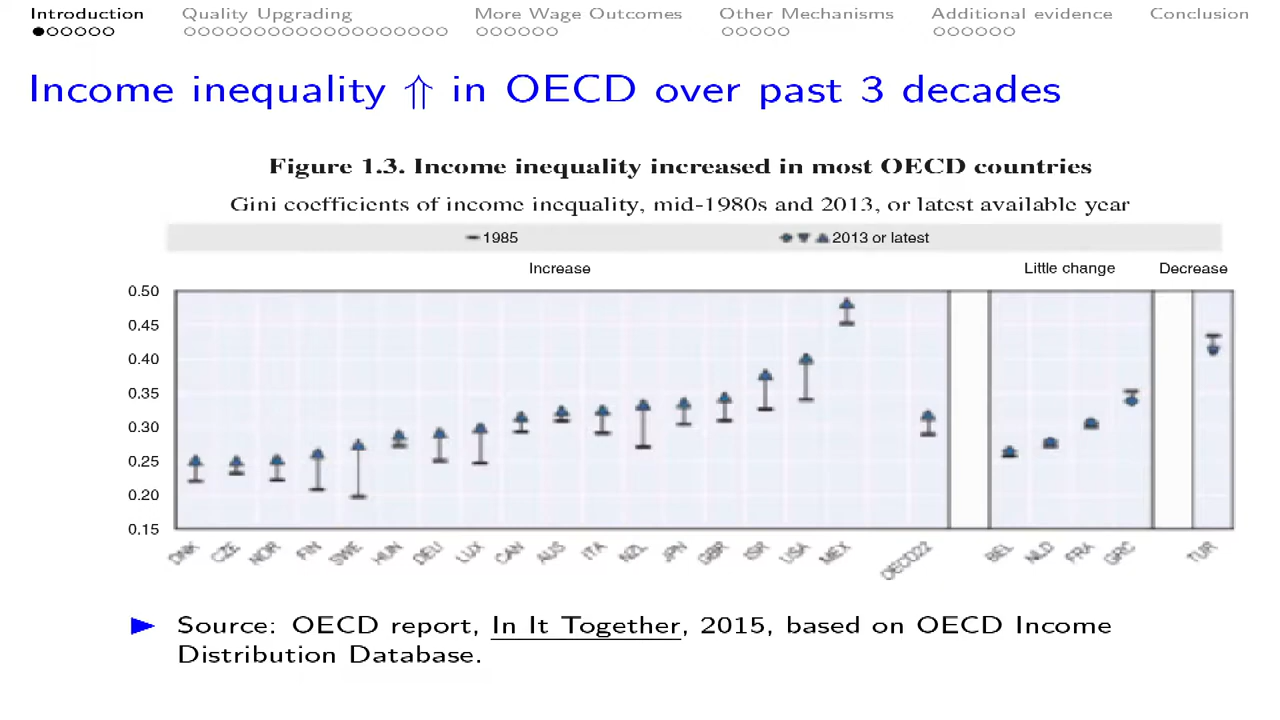 Introduction Quality Upgrading More Wage Outcomes Other Mechanisms Additional evidence Conclusion
Income inequality ⇑ in OECD over past 3 decades
Figure 1.3. Income inequality increased in most OECD countries
Gini coefficients of income inequality, mid-1980s and 2013, or latest available year
1985 2013 or latest
Increase Little change Decrease
0.50
0.45
0.40
0.35
0.30
0.25
0.20
0.15
DNK CZE NOR FIN SWE HUN DEU LUX CAN AUS ITA NZL JPN GBR ISR USA MEX OECD22 BEL NLD FRA GRC TUR
Source: OECD report, In It Together, 2015, based on OECD Income
Distribution Database.